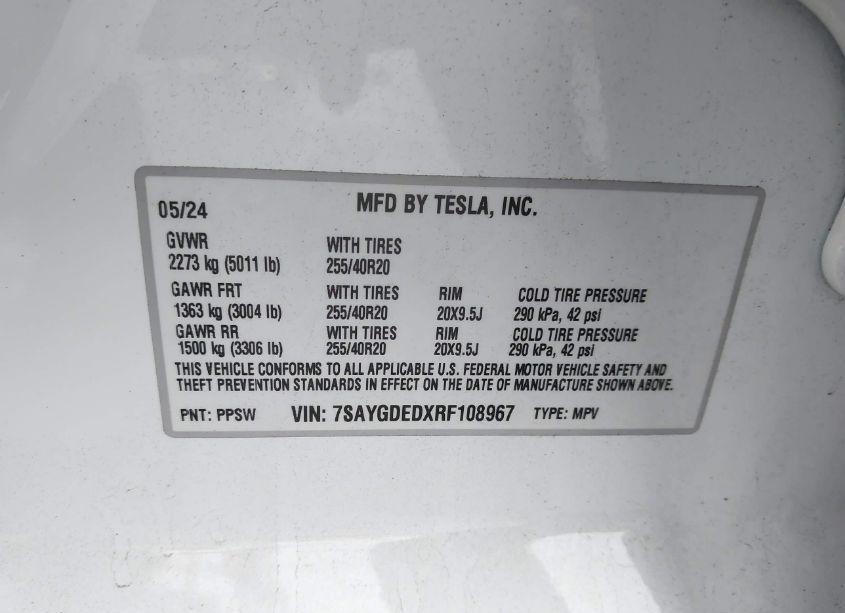 05/24 MFD BY TESLA, INC.
GVWR WITH TIRES
2273 kg (5011 lb) 255/40R20
GAWR FRT WITH TIRES RIM COLD TIRE PRESSURE
1363 kg (3004 lb) 255/40R20 20X9.5J 290 kPa, 42 psi
GAWR RR WITH TIRES RIM COLD TIRE PRESSURE
1500 kg (3306 lb) 255/40R20 20X9.5J 290 kPa, 42 psi
THIS VEHICLE CONFORMS TO ALL APPLICABLE U.S. FEDERAL MOTOR VEHICLE SAFETY AND
THEFT PREVENTION STANDARDS IN EFFECT ON THE DATE OF MANUFACTURE SHOWN ABOVE.
PNT: PPSW VIN: 7SAYGDEDXRF108967 TYPE: MPV